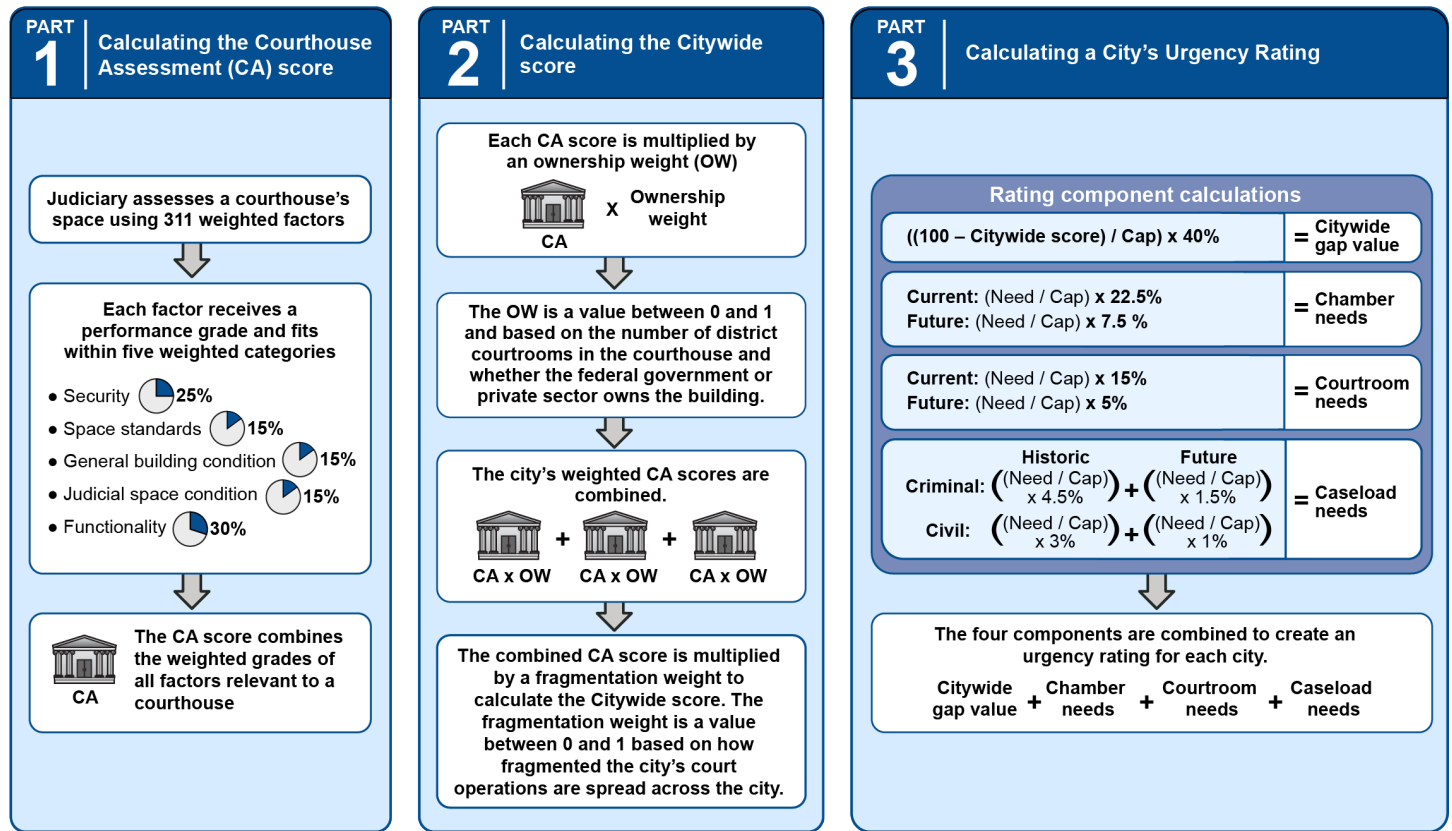 PART
1
Calculating the Courthouse
Assessment (CA) score
Judiciary assesses a courthouse's
space using 311 weighted factors
Each factor receives a
performance grade and fits
within five weighted categories
● Security 25%
● Space standards 15%
● General building condition 15%
● Judicial space condition 15%
● Functionality 30%
CA
The CA score combines
the weighted grades of
all factors relevant to a
courthouse
PART
2
Calculating the Citywide
score
Each CA score is multiplied by
an ownership weight (OW)
CA
x
Ownership
weight
The OW is a value between 0 and 1
and based on the number of district
courtrooms in the courthouse and
whether the federal government or
private sector owns the building.
The city's weighted CA scores are
combined.
+ +
CA x OW CA x OW CA x OW
The combined CA score is multiplied
by a fragmentation weight to
calculate the Citywide score. The
fragmentation weight is a value
between 0 and 1 based on how
fragmented the city's court
operations are spread across the city.
PART
3
Calculating a City's Urgency Rating
Rating component calculations
((100 – Citywide score) / Cap) x 40%
= Citywide
gap value
Current: (Need / Cap) x 22.5%
Future: (Need / Cap) x 7.5 %
= Chamber
needs
Current: (Need / Cap) x 15%
Future: (Need / Cap) x 5%
= Courtroom
needs
Historic Future
Criminal: ((Need / Cap) x 4.5%) + ((Need / Cap) x 1.5%)
Civil: ((Need / Cap) x 3%) + ((Need / Cap) x 1%)
= Caseload
needs
The four components are combined to create an
urgency rating for each city.
Citywide
gap value
+
Chamber
needs
+
Courtroom
needs
+
Caseload
needs